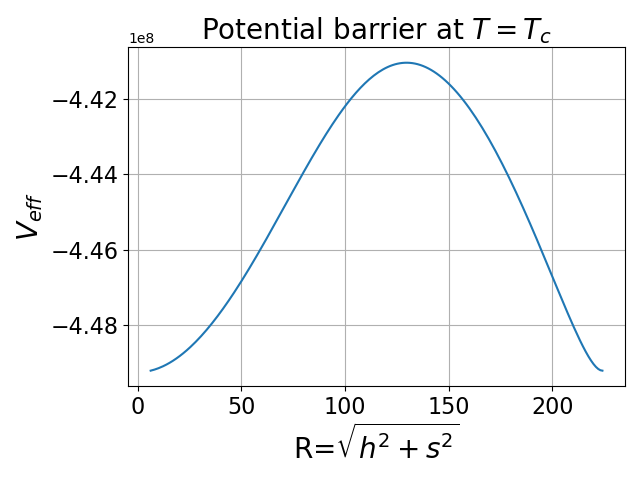 Potential barrier at T = T_c
1e8
−4.42
−4.44
−4.46
−4.48
V_eff
0 50 100 150 200
R=√(h² + s²)